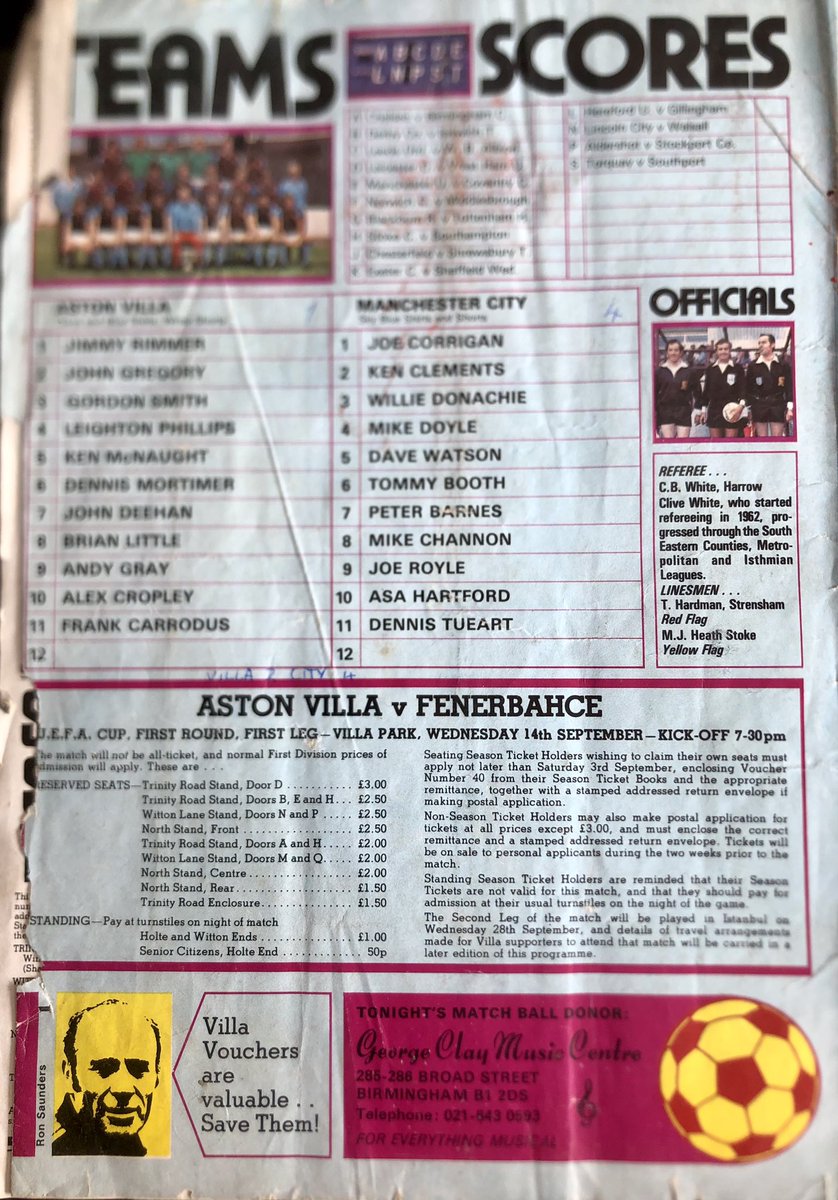 TEAMS
SCORES
ABCDE
LNPST
Hereford U. v Gillingham
Lincoln City v Walsall
Aldershot v Stockport Co.
Torquay v Southport
Stoke C. v Southampton
Chesterfield v Shrewsbury T.
Exeter C. v Sheffield Wed.
ASTON VILLA
MANCHESTER CITY
4
Sky Blue Shirts and Shorts
1 JIMMY RIMMER
2 JOHN GREGORY
3 GORDON SMITH
4 LEIGHTON PHILLIPS
5 KEN McNAUGHT
6 DENNIS MORTIMER
7 JOHN DEEHAN
8 BRIAN LITTLE
9 ANDY GRAY
10 ALEX CROPLEY
11 FRANK CARRODUS
12
1 JOE CORRIGAN
2 KEN CLEMENTS
3 WILLIE DONACHIE
4 MIKE DOYLE
5 DAVE WATSON
6 TOMMY BOOTH
7 PETER BARNES
8 MIKE CHANNON
9 JOE ROYLE
10 ASA HARTFORD
11 DENNIS TUEART
12
OFFICIALS
REFEREE . . .
C.B. White, Harrow
Clive White, who started
refereeing in 1962, pro-
gressed through the South
Eastern Counties, Metro-
politan and Isthmian
Leagues.
LINESMEN . . .
T. Hardman, Strensham
Red Flag
M.J. Heath Stoke
Yellow Flag
VILLA 2 CITY 4
ASTON VILLA v FENERBAHCE
U.E.F.A. CUP, FIRST ROUND, FIRST LEG—VILLA PARK, WEDNESDAY 14th SEPTEMBER—KICK-OFF 7-30pm
he match will not be all-ticket, and normal First Division prices of
dmission will apply. These are . . .
RESERVED SEATS—Trinity Road Stand, Door D ..... £3.00
Trinity Road Stand, Doors B, E and H ... £2.50
Witton Lane Stand, Doors N and P ..... £2.50
North Stand, Front ................. £2.50
Trinity Road Stand, Doors A and H ..... £2.00
Witton Lane Stand, Doors M and Q ..... £2.00
North Stand, Centre ................ £2.00
North Stand, Rear .................. £1.50
Trinity Road Enclosure .............. £1.50
STANDING—Pay at turnstiles on night of match
Holte and Witton Ends .............. £1.00
Senior Citizens, Holte End ........... 50p
Seating Season Ticket Holders wishing to claim their own seats must
apply not later than Saturday 3rd September, enclosing Voucher
Number 40 from their Season Ticket Books and the appropriate
remittance, together with a stamped addressed return envelope if
making postal application.
Non-Season Ticket Holders may also make postal application for
tickets at all prices except £3.00, and must enclose the correct
remittance and a stamped addressed return envelope. Tickets will
be on sale to personal applicants during the two weeks prior to the
match.
Standing Season Ticket Holders are reminded that their Season
Tickets are not valid for this match, and that they should pay for
admission at their usual turnstiles on the night of the game.
The Second Leg of the match will be played in Istanbul on
Wednesday 28th September, and details of travel arrangements
made for Villa supporters to attend that match will be carried in a
later edition of this programme.
Ron Saunders
Villa
Vouchers
are
valuable . .
Save Them!
TONIGHT'S MATCH BALL DONOR:
George Clay Music Centre
285-286 BROAD STREET
BIRMINGHAM B1 2DS
Telephone: 021-643 0593
FOR EVERYTHING MUSICAL